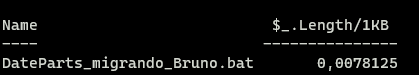 Name $_.Length/1KB
---- ---------------
DateParts_migrando_Bruno.bat 0,0078125